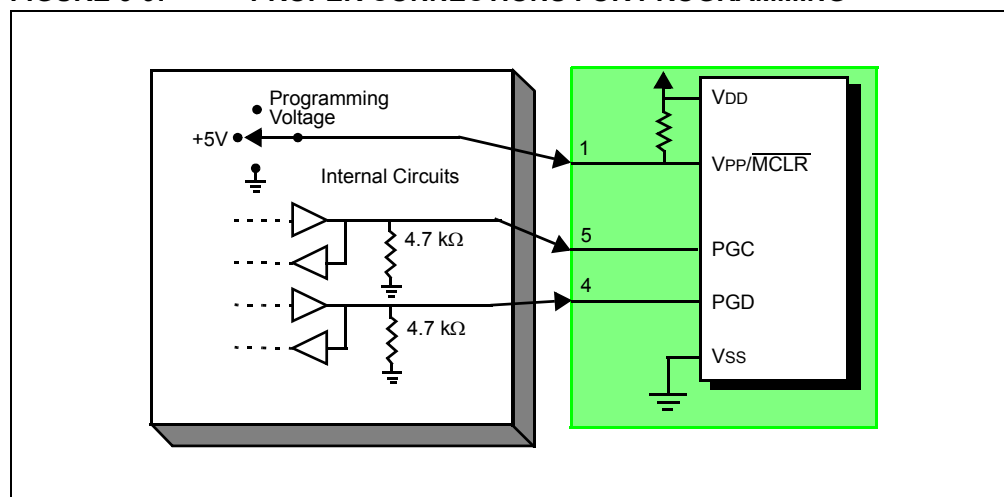 Programming
Voltage
+5V
Internal Circuits
4.7 kΩ
4.7 kΩ
1
5
4
VDD
VPP/MCLR
PGC
PGD
VSS